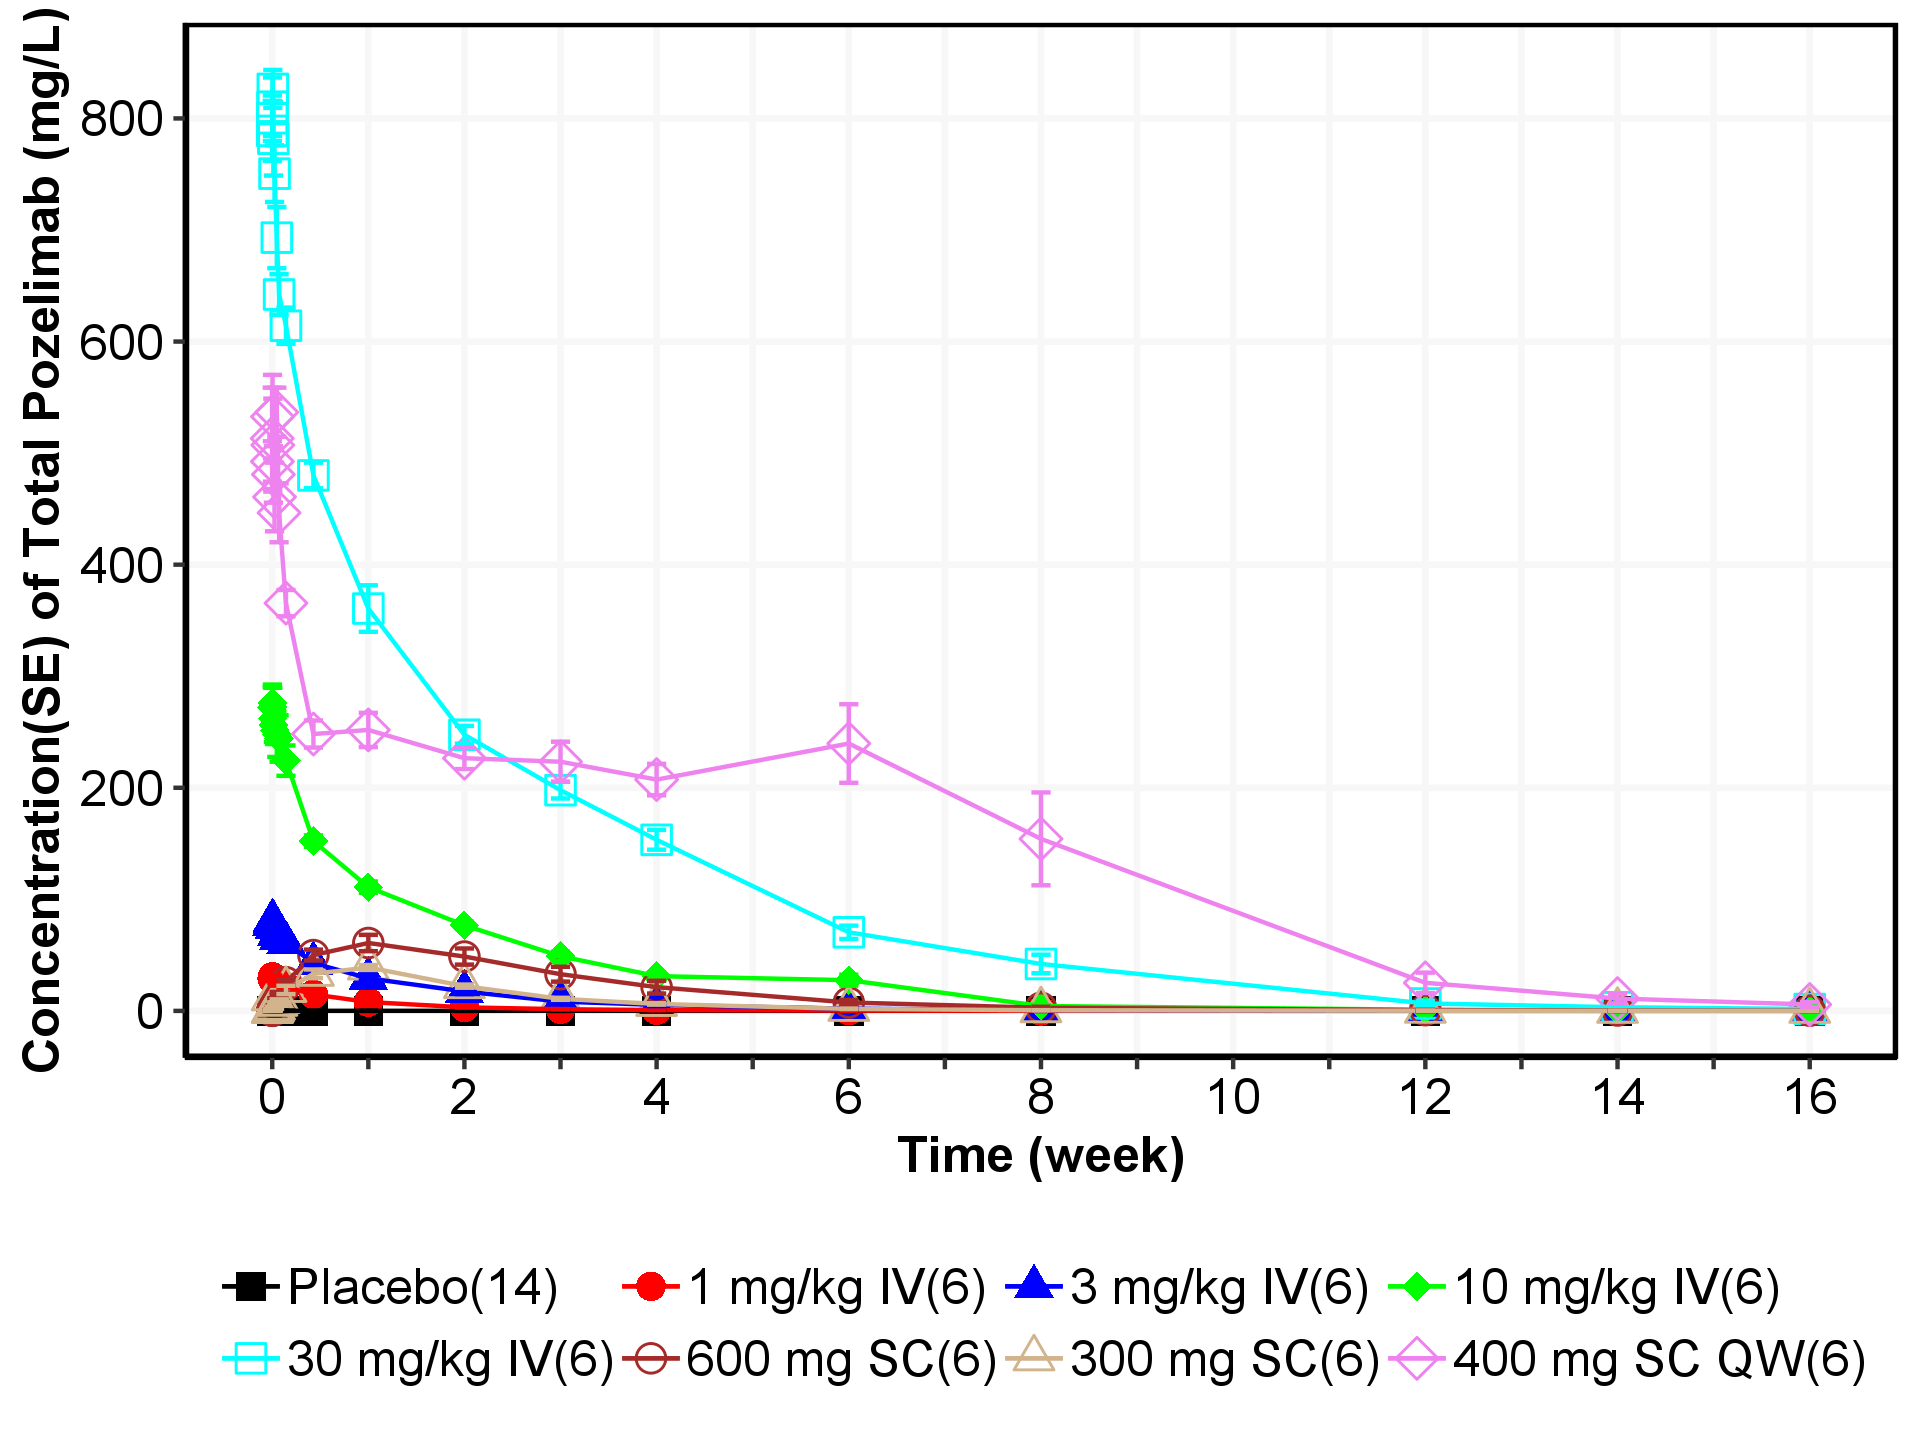 Concentration(SE) of Total Pozelimab (mg/L)
800
600
400
200
0
0 2 4 6 8 10 12 14 16
Time (week)
Placebo(14) 1 mg/kg IV(6) 3 mg/kg IV(6) 10 mg/kg IV(6)
30 mg/kg IV(6) 600 mg SC(6) 300 mg SC(6) 400 mg SC QW(6)